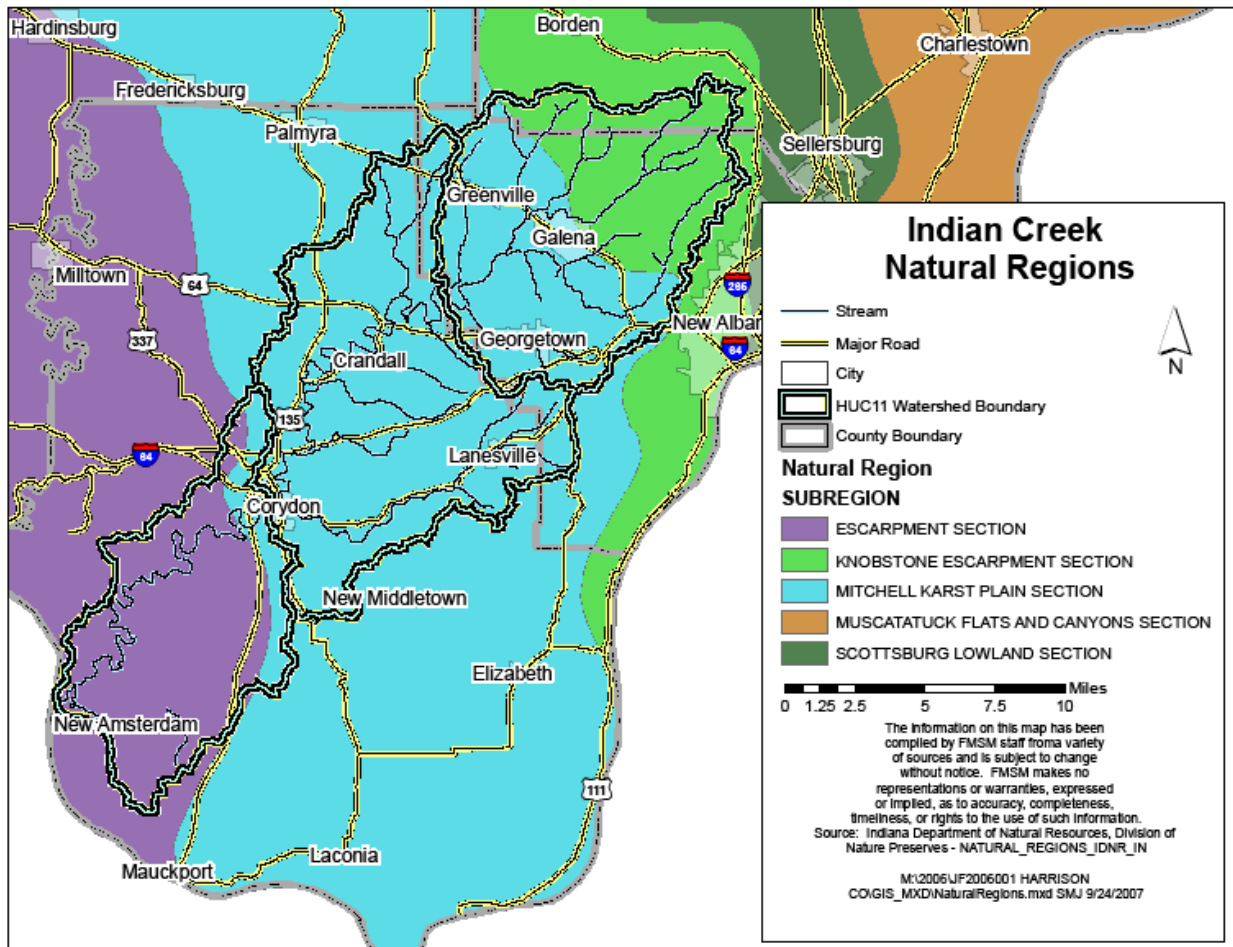 Hardinsburg
Borden
Charlestown
Fredericksburg
Palmyra
Sellersburg
Greenville
Galena
Milltown
64
337
Georgetown
New Albar
265
64
Crandall
135
64
Lanesville
Corydon
New Middletown
Elizabeth
New Amsterdam
111
Laconia
Mauckport
Indian Creek
Natural Regions
Stream
Major Road
City
HUC11 Watershed Boundary
County Boundary
N
Natural Region
SUBREGION
ESCARPMENT SECTION
KNOBSTONE ESCARPMENT SECTION
MITCHELL KARST PLAIN SECTION
MUSCATATUCK FLATS AND CANYONS SECTION
SCOTTSBURG LOWLAND SECTION
Miles
0 1.25 2.5 5 7.5 10
The information on this map has been
compiled by FMSM staff froma variety
of sources and is subject to change
without notice. FMSM makes no
representations or warranties, expressed
or implied, as to accuracy, completeness,
timeliness, or rights to the use of such information.
Source: Indiana Department of Natural Resources, Division of
Nature Preserves - NATURAL_REGIONS_IDNR_IN
M:\2006\JF2006001 HARRISON
CO\GIS_MXD\NaturalRegions.mxd SMJ 9/24/2007